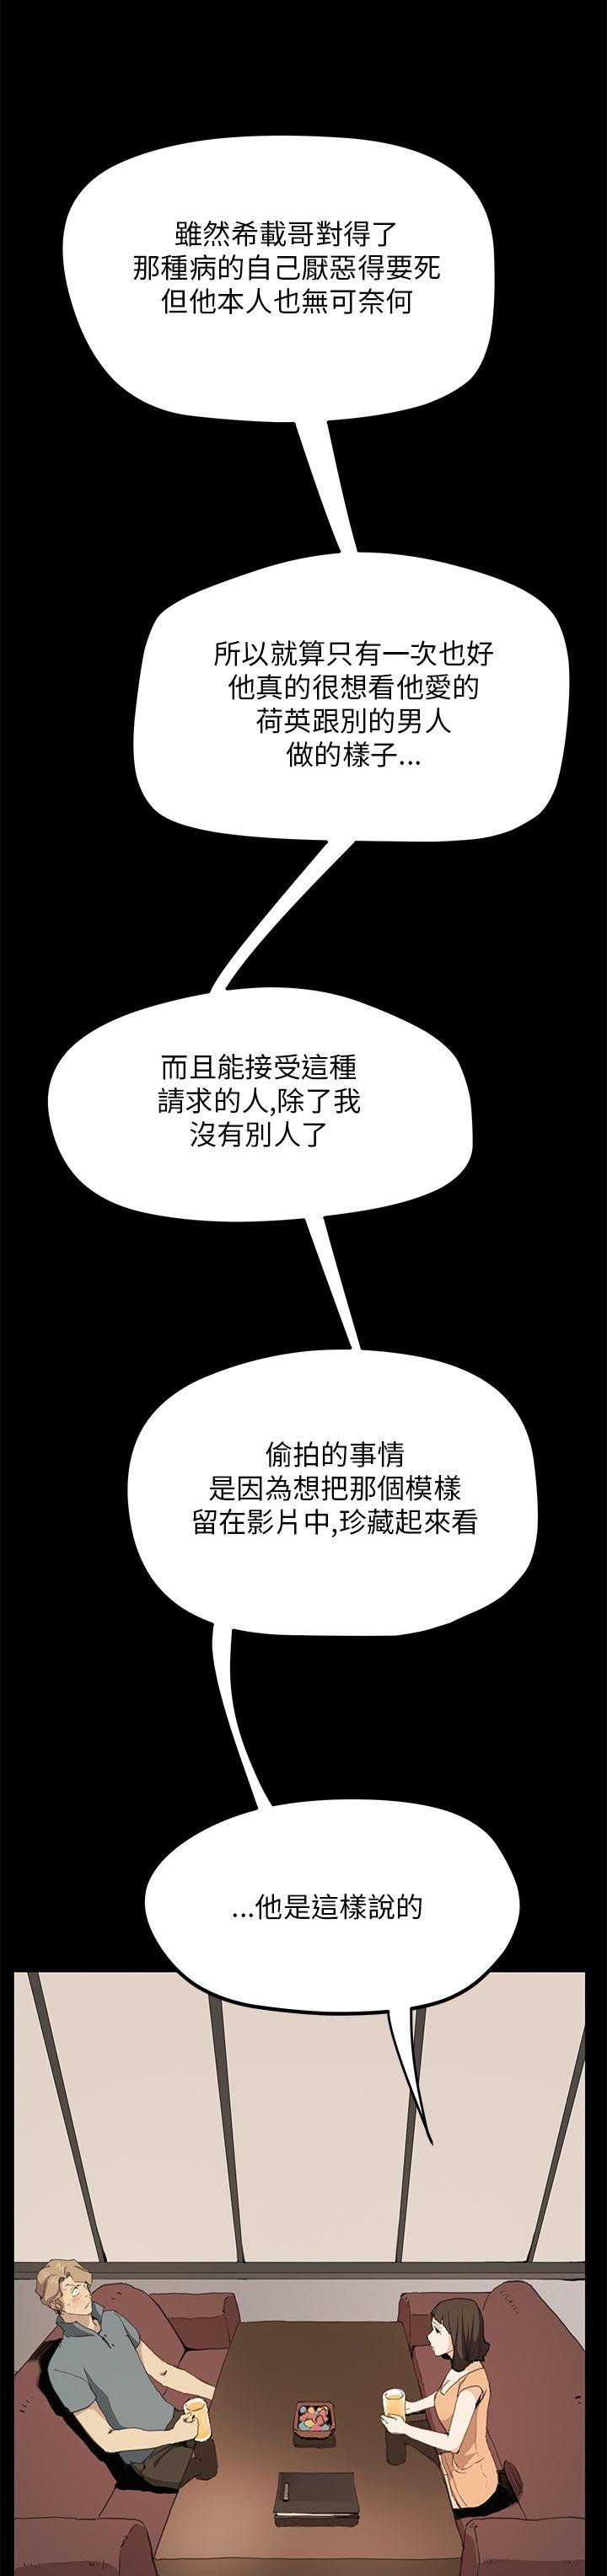 雖然希載哥對得了
那種病的自己厭惡得要死
但他本人也無可奈何
所以就算只有一次也好
他真的很想看他愛的
荷英跟別的男人
做的樣子...
而且能接受這種
請求的人,除了我
沒有別人了
偷拍的事情
是因為想把那個模樣
留在影片中,珍藏起來看
...他是這樣說的